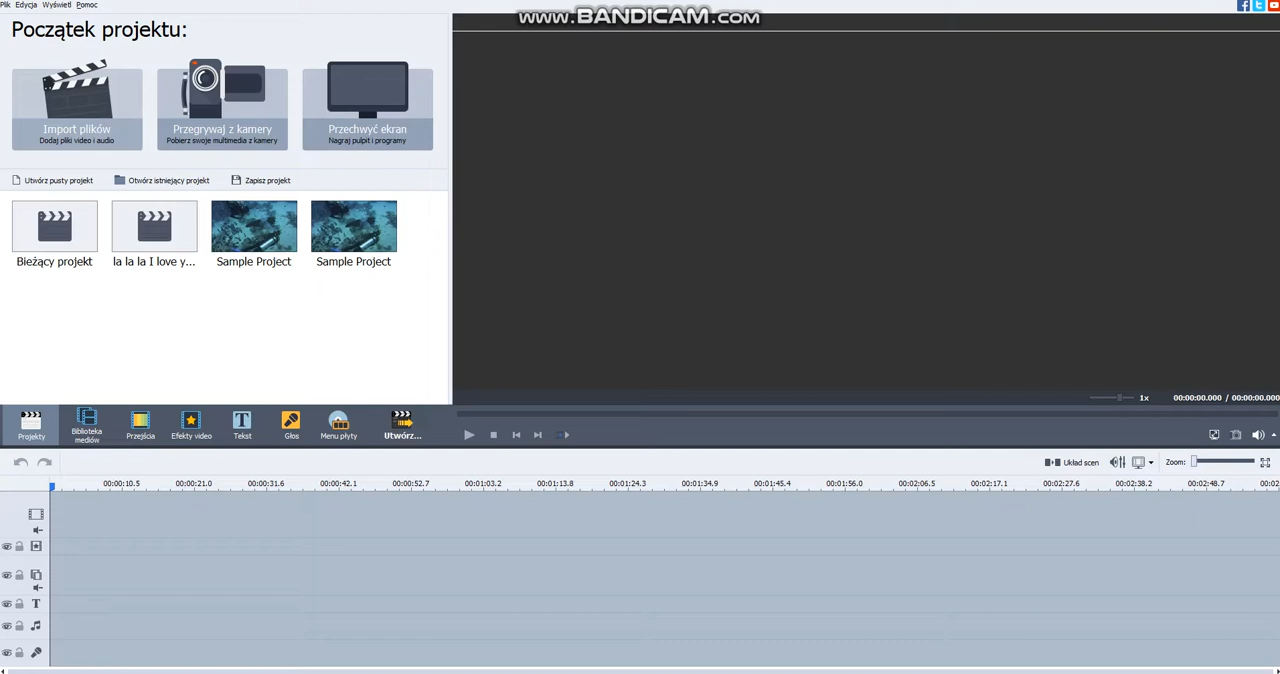 Plik Edycja Wyświetl Pomoc
www.BANDICAM.com
Początek projektu:
Import plików
Dodaj pliki video i audio
Przegrywaj z kamery
Pobierz swoje multimedia z kamery
Przechwyć ekran
Nagraj pulpit i programy
Utwórz pusty projekt Otwórz istniejący projekt Zapisz projekt
Bieżący projekt la la la I love y... Sample Project Sample Project
1x 00:00:00.000 / 00:00:00.000
Projekty
Biblioteka
mediów
Przejścia
Efekty video
Tekst
Głos
Menu płyty
Utwórz...
Układ scen Zoom:
00:00:10.5 00:00:21.0 00:00:31.6 00:00:42.1 00:00:52.7 00:01:03.2 00:01:13.8 00:01:24.3 00:01:34.9 00:01:45.4 00:01:56.0 00:02:06.5 00:02:17.1 00:02:27.6 00:02:38.2 00:02:48.7 00:02
T